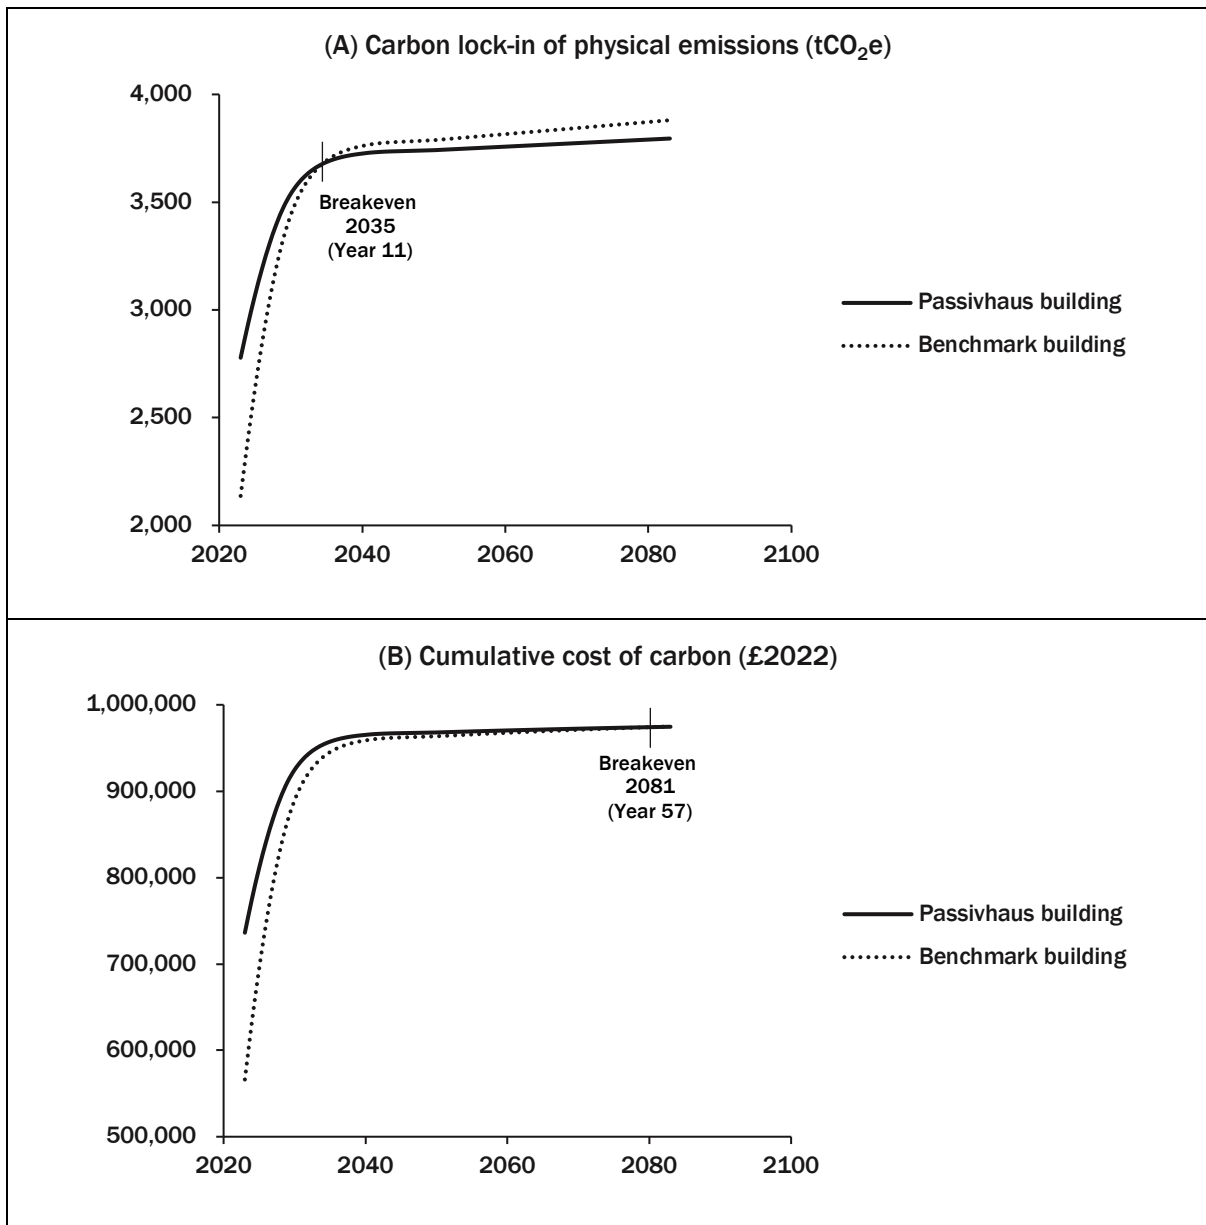 (A) Carbon lock-in of physical emissions (tCO₂e)
4,000
3,500
3,000
2,500
2,000
2020 2040 2060 2080 2100
Breakeven
2035
(Year 11)
Passivhaus building
Benchmark building
(B) Cumulative cost of carbon (£2022)
1,000,000
900,000
800,000
700,000
600,000
500,000
2020 2040 2060 2080 2100
Breakeven
2081
(Year 57)
Passivhaus building
Benchmark building